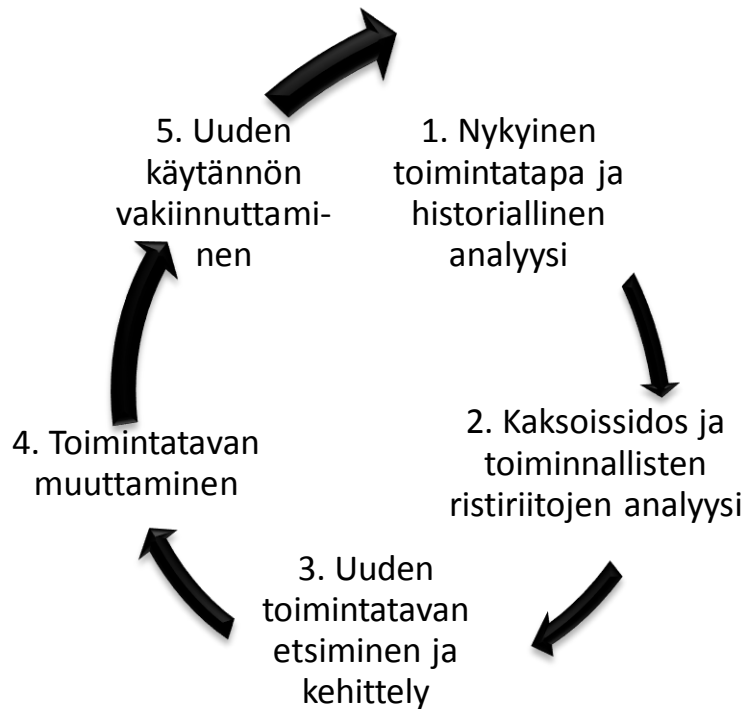 1. Nykyinen
toimintatapa ja
historiallinen
analyysi
2. Kaksoissidos ja
toiminnallisten
ristiriitojen analyysi
3. Uuden
toimintatavan
etsiminen ja
kehittely
4. Toimintatavan
muuttaminen
5. Uuden
käytännön
vakiinnuttami-
nen